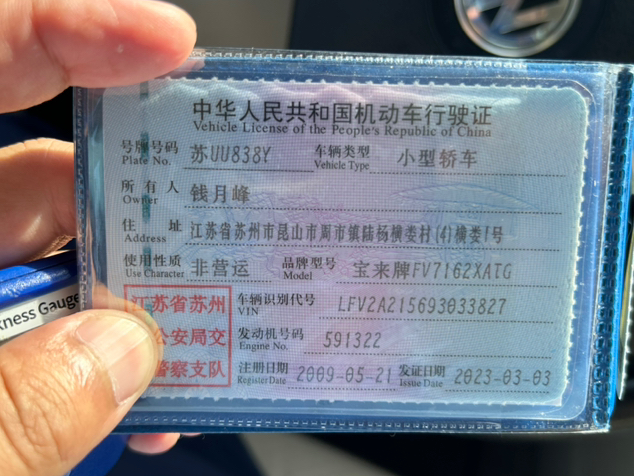 中华人民共和国机动车行驶证
Vehicle License of the People's Republic of China
号牌号码 苏UU838Y 车辆类型 小型轿车
Plate No. Vehicle Type
所有人 钱月峰
Owner
住址 江苏省苏州市昆山市周市镇陆杨横娄村(4)横娄1号
Address
使用性质 非营运 品牌型号 宝来牌FV7162XATG
Use Character Model
江苏省苏州 车辆识别代号 LFV2A215693033827
VIN
公安局交 发动机号码 591322
Engine No.
警察支队 注册日期 2009-05-21 发证日期 2023-03-03
Register Date Issue Date
ness Gauge